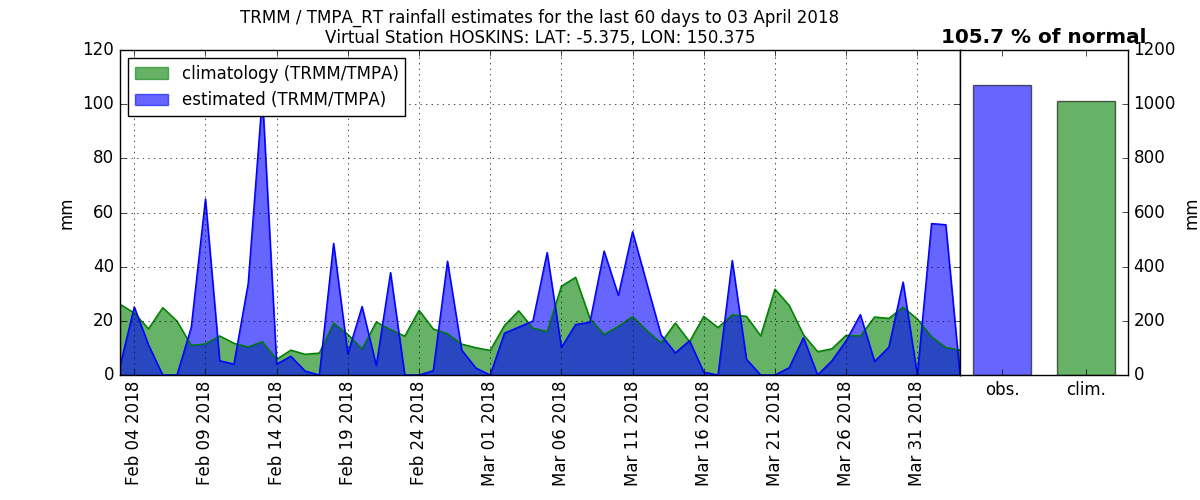 TRMM / TMPA_RT rainfall estimates for the last 60 days to 03 April 2018
Virtual Station HOSKINS: LAT: -5.375, LON: 150.375
105.7 % of normal
climatology (TRMM/TMPA)
estimated (TRMM/TMPA)
mm
120
100
80
60
40
20
0
Feb 04 2018
Feb 09 2018
Feb 14 2018
Feb 19 2018
Feb 24 2018
Mar 01 2018
Mar 06 2018
Mar 11 2018
Mar 16 2018
Mar 21 2018
Mar 26 2018
Mar 31 2018
obs.
clim.
1200
1000
800
600
400
200
0
mm